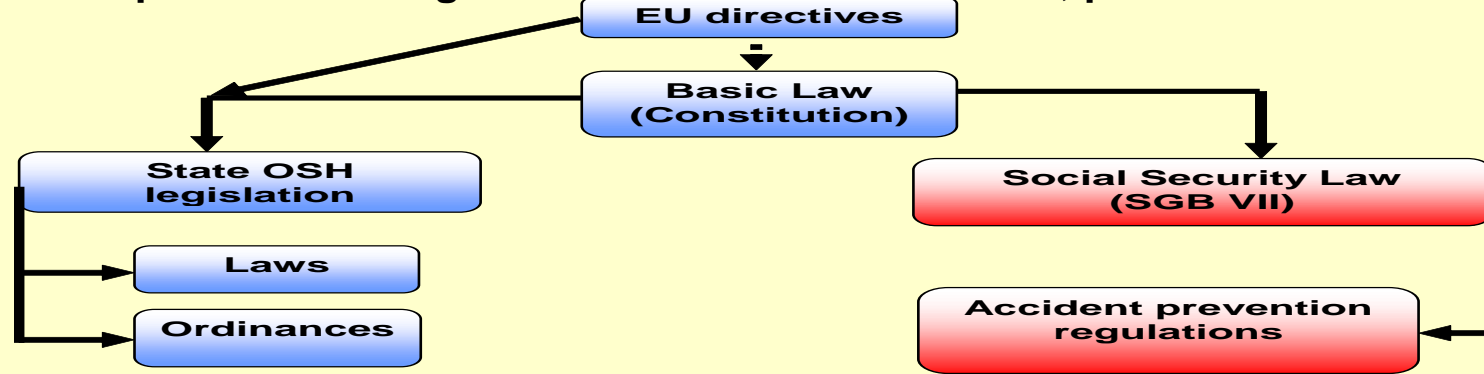 EU directives
Basic Law
(Constitution)
State OSH
legislation
Social Security Law
(SGB VII)
Laws
Accident prevention
regulations
Ordinances